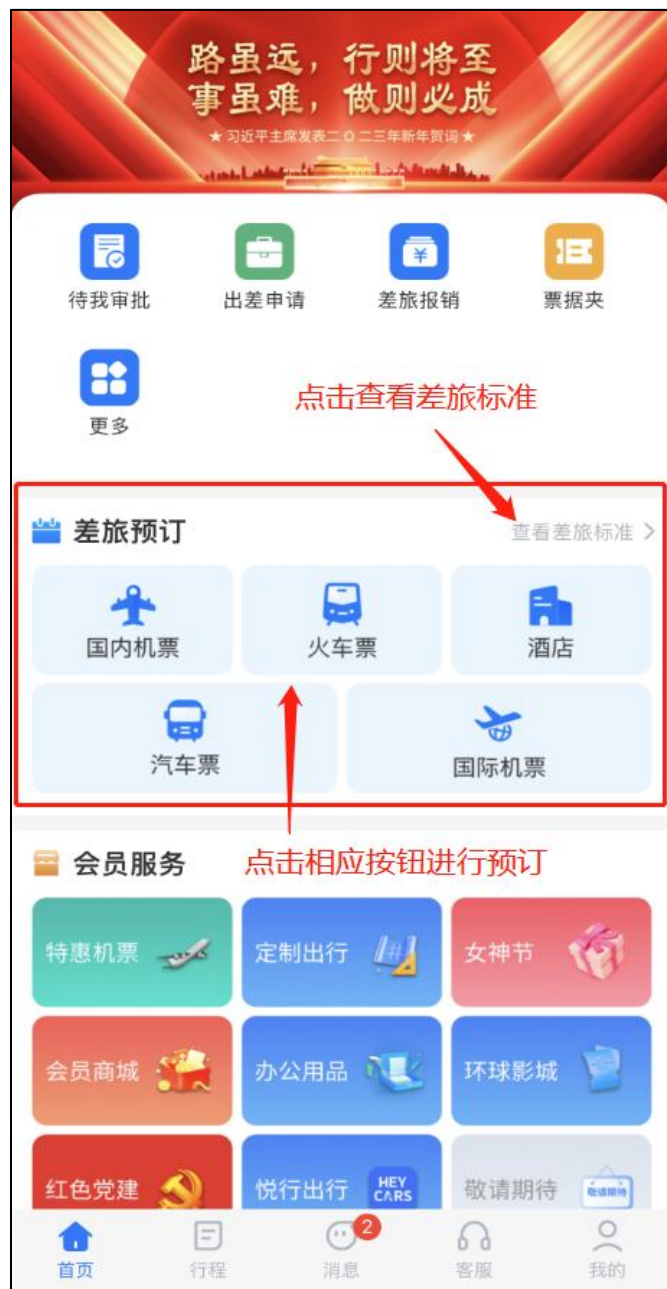 路虽远，行则将至
事虽难，做则必成
★习近平主席发表二〇二三年新年贺词★
待我审批
出差申请
差旅报销
票据夹
更多
点击查看差旅标准
差旅预订
查看差旅标准 >
国内机票
火车票
酒店
汽车票
国际机票
会员服务
点击相应按钮进行预订
特惠机票
定制出行
女神节
会员商城
办公用品
环球影城
红色党建
悦行出行
HEY
CARS
敬请期待
敬请期待
首页
行程
2
消息
客服
我的